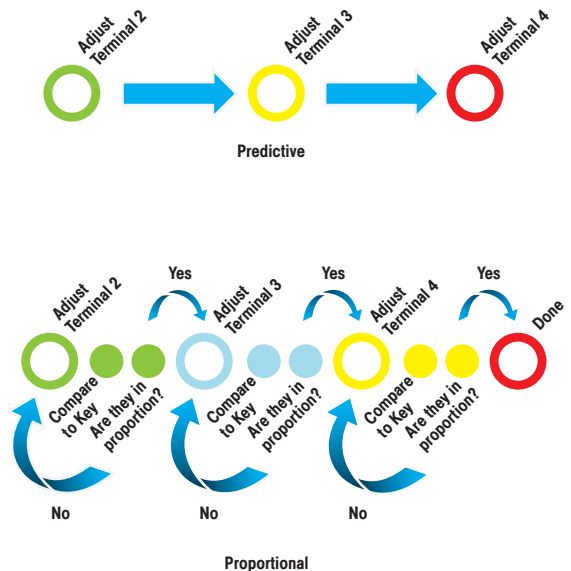 Adjust
Terminal 2
Adjust
Terminal 3
Adjust
Terminal 4
Predictive
Yes
Yes
Yes
Adjust
Terminal 2
Adjust
Terminal 3
Adjust
Terminal 4
Done
Compare
to Key
Are they in
proportion?
Compare
to Key
Are they in
proportion?
Compare
to Key
Are they in
proportion?
No
No
No
Proportional